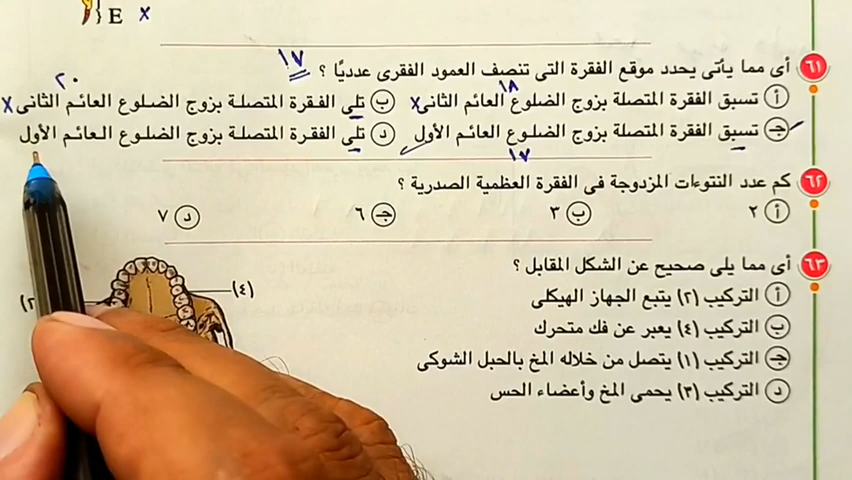 E x
٦١ أى مما يأتى يحدد موقع الفقرة التى تنصف العمود الفقرى عدديًا ؟ ١٧
أ تسبق الفقرة المتصلة بزوج الضلوع العائم الثانى x ١٨
ب تلى الفقرة المتصلة بزوج الضلوع العائم الثانى x ٢٠
جـ تسبق الفقرة المتصلة بزوج الضلوع العائم الأول ١٧
د تلى الفقرة المتصلة بزوج الضلوع العائم الأول
٦٢ كم عدد النتوءات المزدوجة فى الفقرة العظمية الصدرية ؟
أ ٢ ب ٣ جـ ٦ د ٧
٦٣ أى مما يلى صحيح عن الشكل المقابل ؟
أ التركيب (٢) يتبع الجهاز الهيكلى
ب التركيب (٤) يعبر عن فك متحرك
جـ التركيب (١) يتصل من خلاله المخ بالحبل الشوكى
د التركيب (٣) يحمى المخ وأعضاء الحس
(٤)